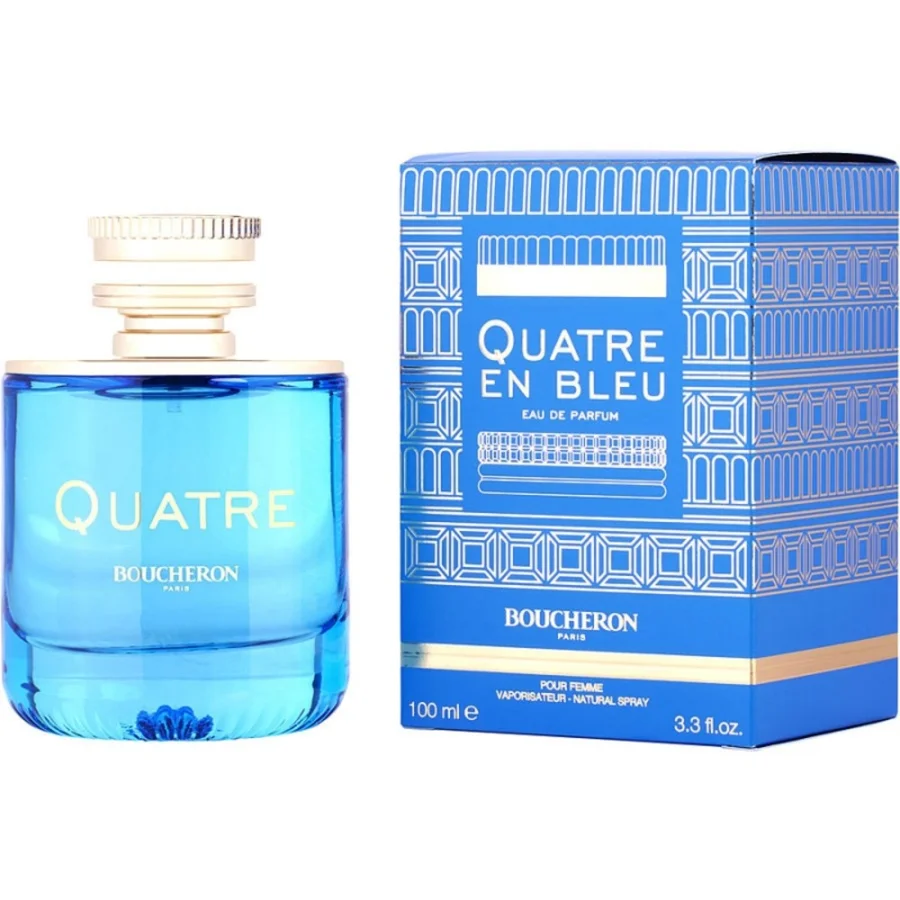 QUATRE
BOUCHERON
PARIS
QUATRE
EN BLEU
EAU DE PARFUM
BOUCHERON
PARIS
POUR FEMME
VAPORISATEUR - NATURAL SPRAY
100 ml e
3.3 fl.oz.